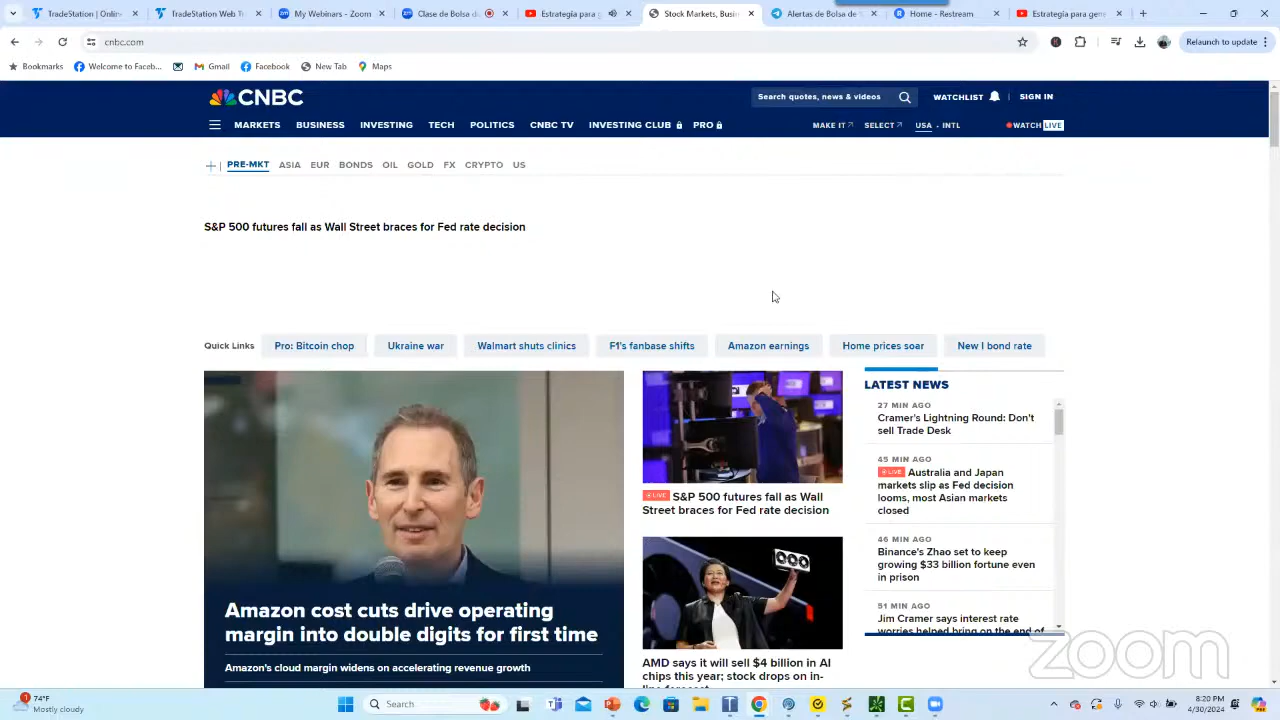 TradeStation | Online
TradeStation Web Tr
My Webinars - Zoom
Clase de Bolsa d
Estrategia para g
Stock Markets, Busi
Alertas de Bolsa de
Home - Restream
Estrategia para gene
cnbc.com
Relaunch to update
Bookmarks
Welcome to Faceb...
Gmail
Facebook
New Tab
Maps
CNBC
Search quotes, news & videos
WATCHLIST
SIGN IN
MARKETS
BUSINESS
INVESTING
TECH
POLITICS
CNBC TV
INVESTING CLUB
PRO
MAKE IT
SELECT
USA • INTL
WATCH LIVE
PRE-MKT
ASIA
EUR
BONDS
OIL
GOLD
FX
CRYPTO
US
S&P 500 futures fall as Wall Street braces for Fed rate decision
Quick Links
Pro: Bitcoin chop
Ukraine war
Walmart shuts clinics
F1's fanbase shifts
Amazon earnings
Home prices soar
New I bond rate
Amazon cost cuts drive operating
margin into double digits for first time
Amazon's cloud margin widens on accelerating revenue growth
LIVE S&P 500 futures fall as Wall
Street braces for Fed rate decision
AMD says it will sell $4 billion in AI
chips this year; stock drops on in-
line forecast
LATEST NEWS
27 MIN AGO
Cramer's Lightning Round: Don't
sell Trade Desk
45 MIN AGO
LIVE Australia and Japan
markets slip as Fed decision
looms, most Asian markets
closed
46 MIN AGO
Binance's Zhao set to keep
growing $33 billion fortune even
in prison
51 MIN AGO
Jim Cramer says interest rate
worries helped bring on the end of
zoom
1
74°F
Mostly cloudy
Search
8:20 PM
4/30/2024